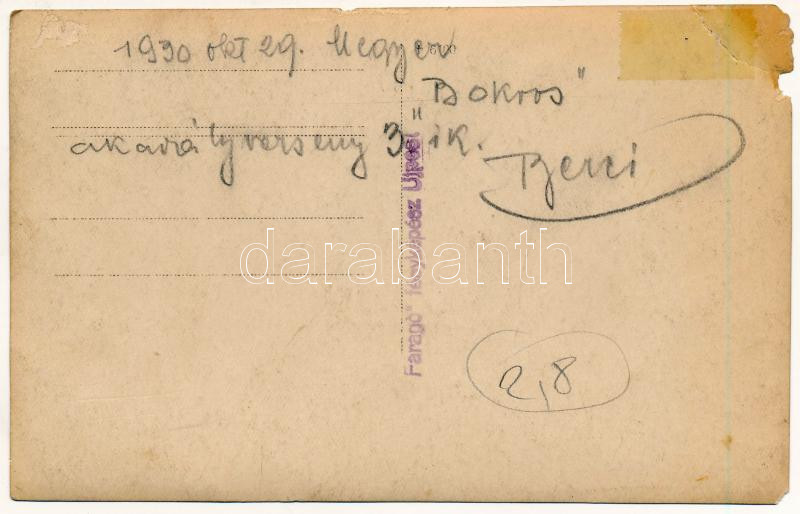 1930 okt 29. Megyeri
"Bokros"
akadályverseny 3 ik.
Berci
"Faragó" fényképész Újpest
darabanth
2,8